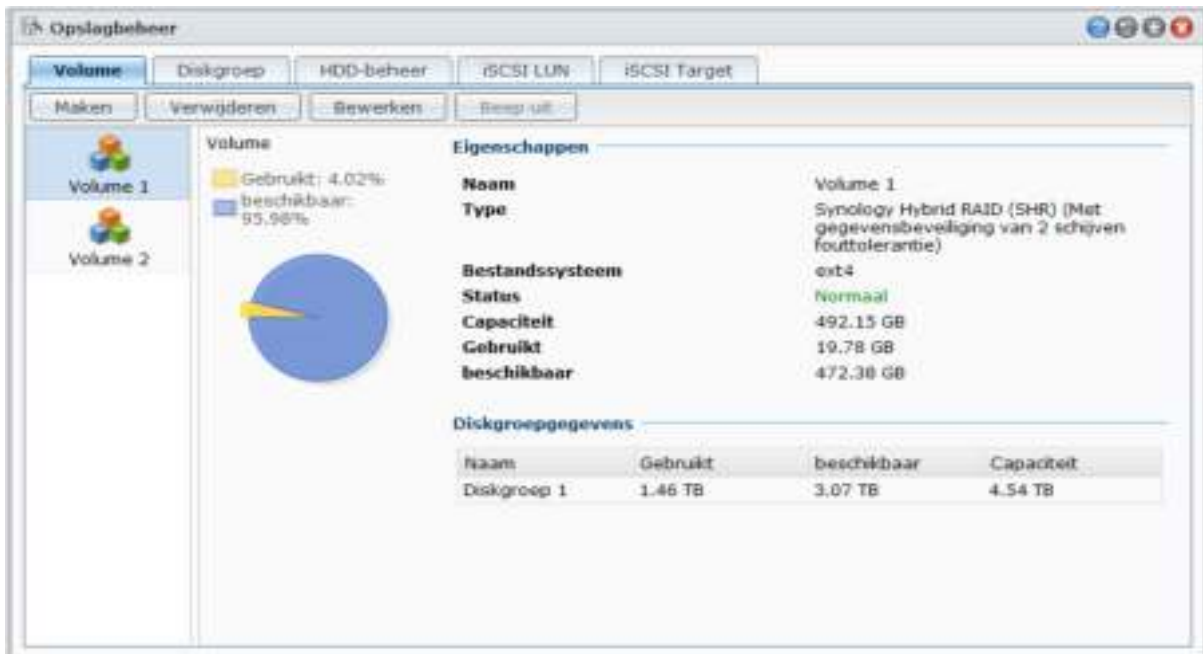 Opslagbeheer
Volume Diskgroep HDD-beheer iSCSI LUN iSCSI Target
Maken Verwijderen Bewerken Beep uit
Volume 1
Volume 2
Volume
Gebruikt: 4.02%
beschikbaar:
95.98%
Eigenschappen
Naam Volume 1
Type Synology Hybrid RAID (SHR) (Met
gegevensbeveiliging van 2 schijven
fouttolerantie)
Bestandssysteem ext4
Status Normaal
Capaciteit 492.15 GB
Gebruikt 19.78 GB
beschikbaar 472.38 GB
Diskgroepgegevens
Naam Gebruikt beschikbaar Capaciteit
Diskgroep 1 1.46 TB 3.07 TB 4.54 TB